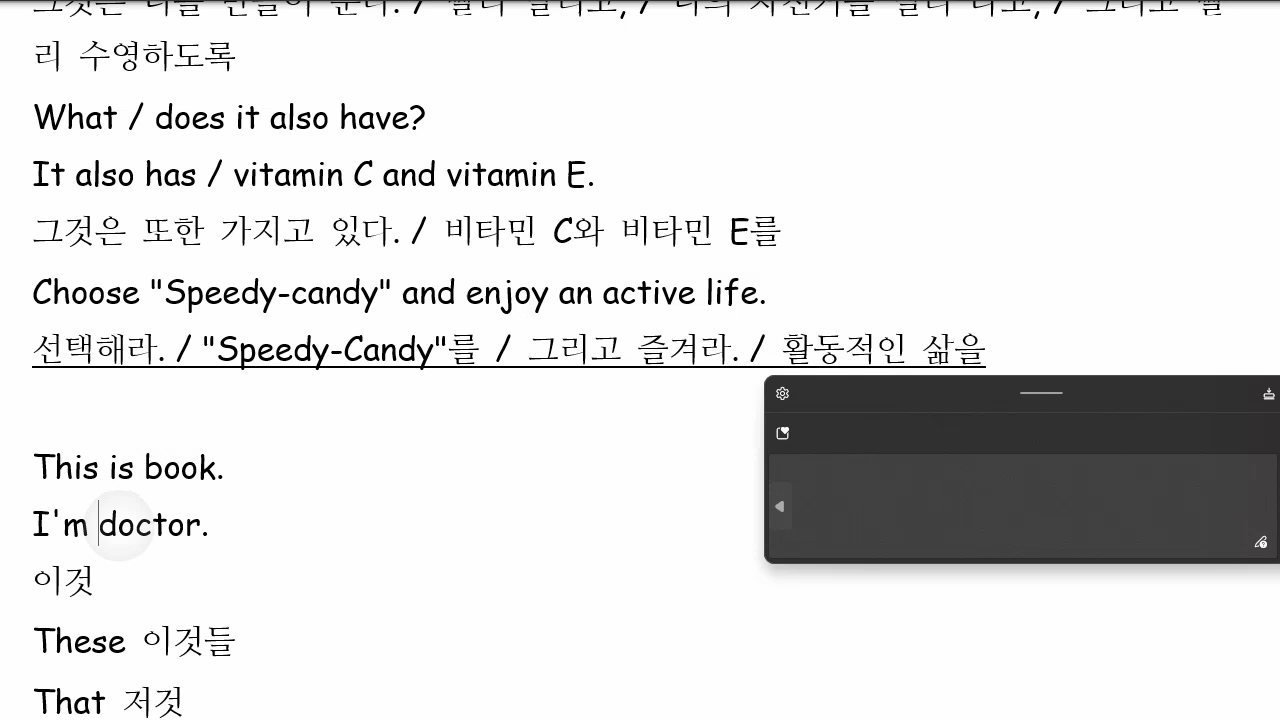 리 수영하도록
What / does it also have?
It also has / vitamin C and vitamin E.
그것은 또한 가지고 있다. / 비타민 C와 비타민 E를
Choose "Speedy-candy" and enjoy an active life.
선택해라. / "Speedy-Candy"를 / 그리고 즐겨라. / 활동적인 삶을
This is book.
I'm doctor.
이것
These 이것들
That 저것